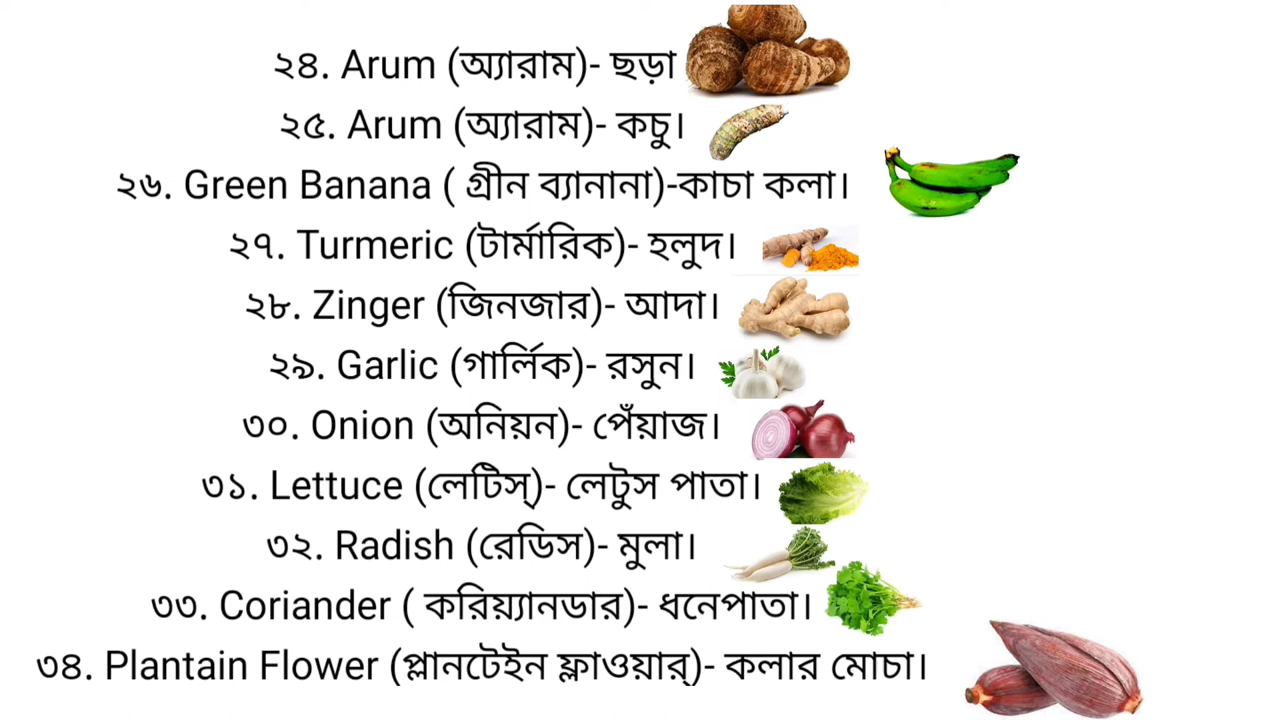 ২৪. Arum (অ্যারাম)- ছড়া
২৫. Arum (অ্যারাম)- কচু।
২৬. Green Banana ( গ্রীন ব্যানানা)-কাচা কলা।
২৭. Turmeric (টার্মারিক)- হলুদ।
২৮. Zinger (জিনজার)- আদা।
২৯. Garlic (গার্লিক)- রসুন।
৩০. Onion (অনিয়ন)- পেঁয়াজ।
৩১. Lettuce (লেটিস্)- লেটুস পাতা।
৩২. Radish (রেডিস)- মুলা।
৩৩. Coriander ( করিয়্যানডার)- ধনেপাতা।
৩৪. Plantain Flower (প্লানটেইন ফ্লাওয়ার্)- কলার মোচা।